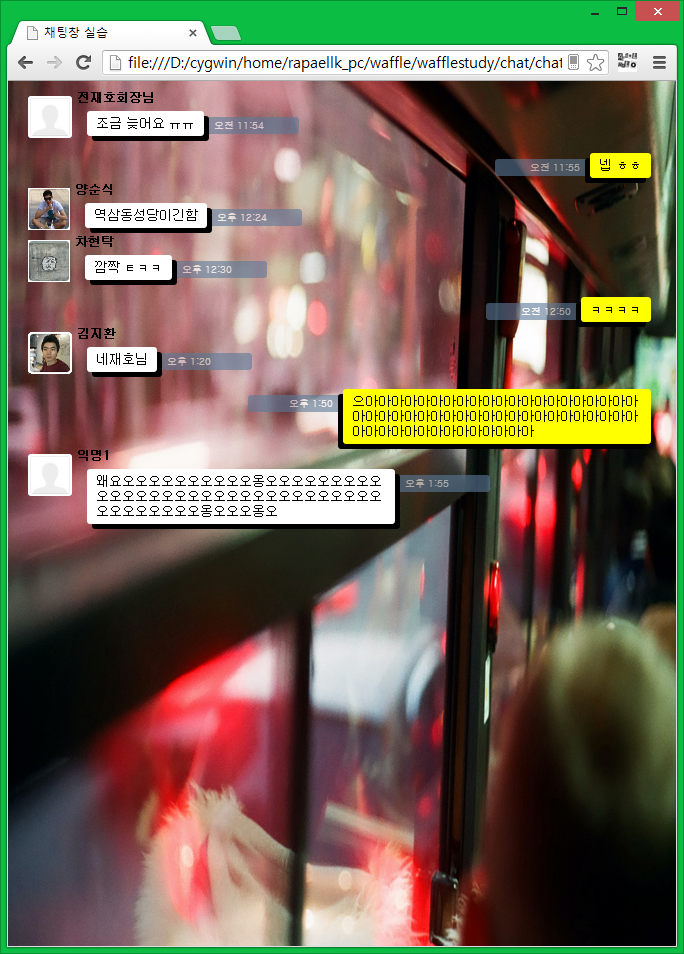 채팅창 실습
file:///D:/cygwin/home/rapaellk_pc/waffle/wafflestudy/chat/chat
전재호회장님
조금 늦어요 ㅠㅠ 오전 11:54
오전 11:55 넵 ㅎㅎ
양순식
역삼동성당이긴함 오후 12:24
차현탁
깜짝 ㅌㅋㅋ 오후 12:30
오전 12:50 ㅋㅋㅋㅋ
김지환
네재호님 오후 1:20
오후 1:50 으아아아아아아아아아아아아아아아아아아아아아
아아아아아아아아아아아아아아아아아아아아아아
아아아아아아아아아아아아아아
익명1
왜요오오오오오오오오오오옹오오오오오오오오오 오후 1:55
오오오오오오오오오오오오오오오오오오오오오오
오오오오오오오오옹오오오옹오